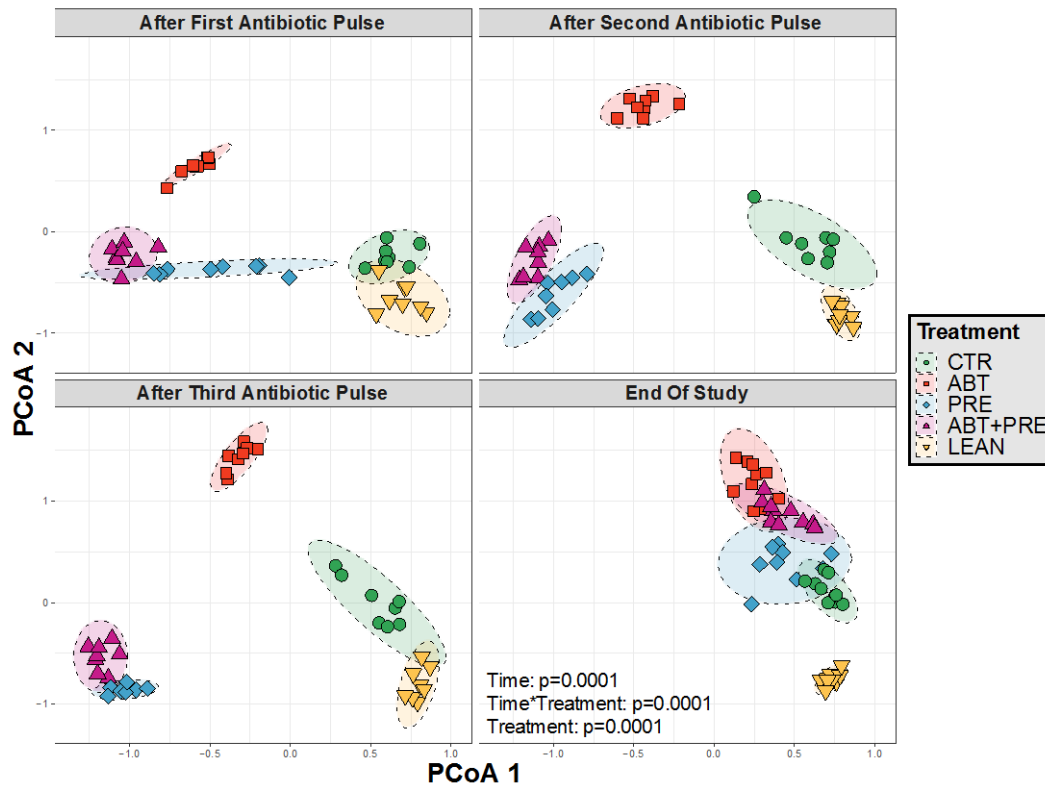 After First Antibiotic Pulse
After Second Antibiotic Pulse
1
0
−1
After Third Antibiotic Pulse
End Of Study
1
0
−1
Time: p=0.0001
Time*Treatment: p=0.0001
Treatment: p=0.0001
−1.0 −0.5 0.0 0.5 1.0
−1.0 −0.5 0.0 0.5 1.0
PCoA 1
PCoA 2
Treatment
CTR
ABT
PRE
ABT+PRE
LEAN